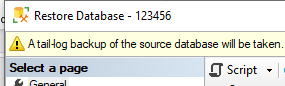 Restore Database - 123456
A tail-log backup of the source database will be taken.
Select a page
Script
General